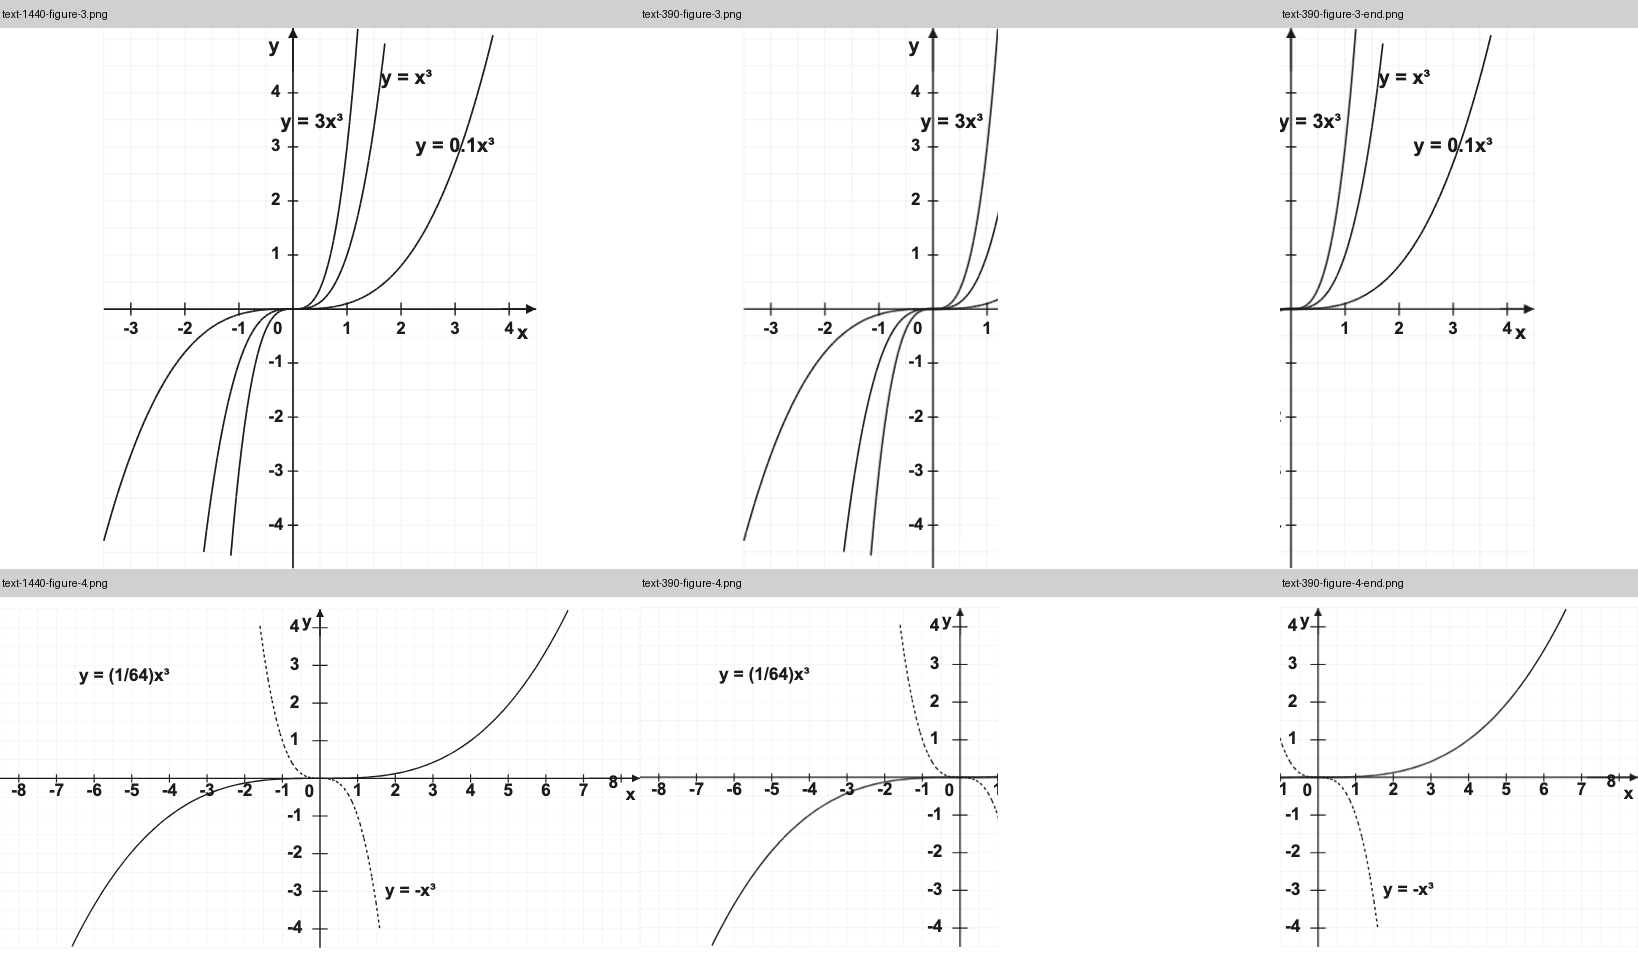 text-1440-figure-3.png
y
4
3
2
1
-3 -2 -1 0 1 2 3 4 x
-1
-2
-3
-4
y = 3x³
y = x³
y = 0.1x³
text-390-figure-3.png
y
4
3
2
1
-3 -2 -1 0 1
-1
-2
-3
-4
y = 3x³
text-390-figure-3-end.png
y = 3x³
y = x³
y = 0.1x³
1 2 3 4 x
text-1440-figure-4.png
y
4
3
2
1
-8 -7 -6 -5 -4 -3 -2 -1 0 1 2 3 4 5 6 7 8 x
-1
-2
-3
-4
y = (1/64)x³
y = -x³
text-390-figure-4.png
y
4
3
2
1
-8 -7 -6 -5 -4 -3 -2 -1 0 1
-1
-2
-3
-4
y = (1/64)x³
text-390-figure-4-end.png
y
4
3
2
1
1 0 1 2 3 4 5 6 7 8 x
-1
-2
-3
-4
y = -x³